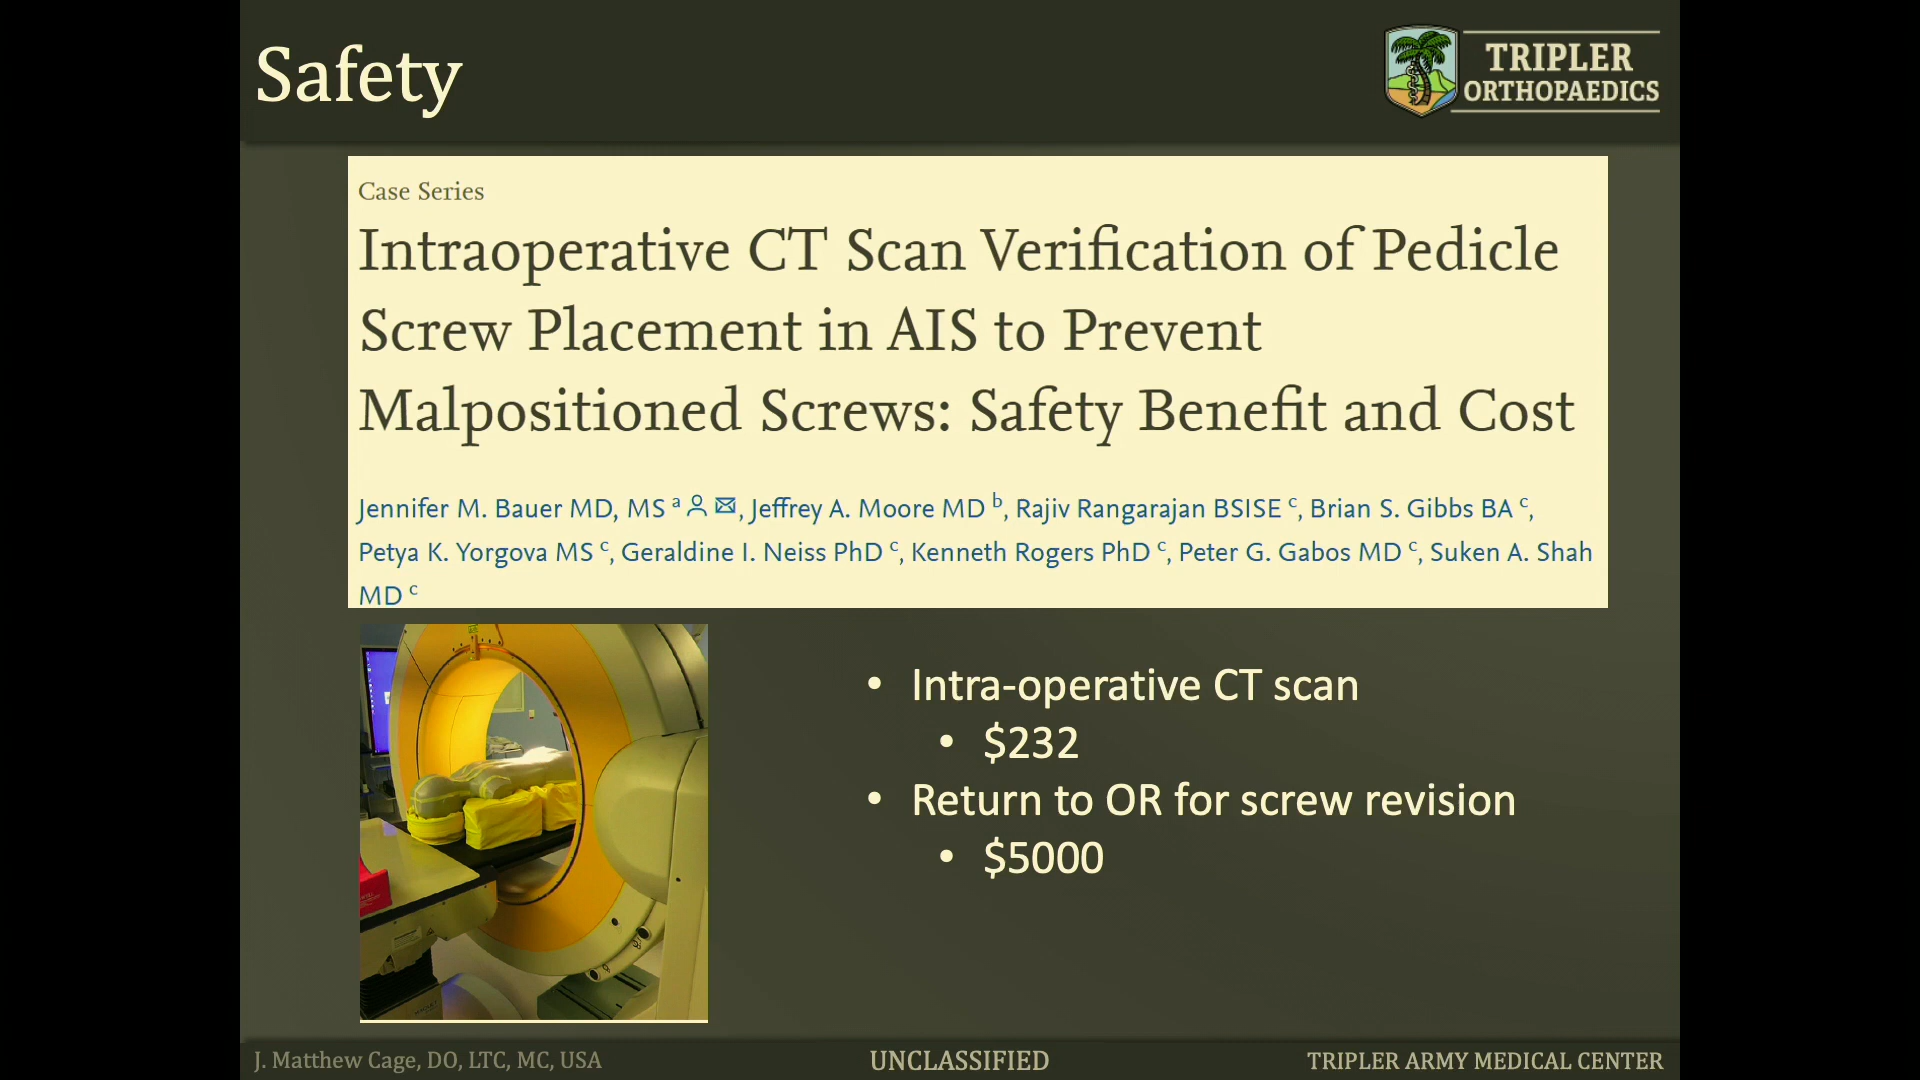 Safety
TRIPLER
ORTHOPAEDICS
Case Series
Intraoperative CT Scan Verification of Pedicle
Screw Placement in AIS to Prevent
Malpositioned Screws: Safety Benefit and Cost
Jennifer M. Bauer MD, MS a, Jeffrey A. Moore MD b, Rajiv Rangarajan BSISE c, Brian S. Gibbs BA c,
Petya K. Yorgova MS c, Geraldine I. Neiss PhD c, Kenneth Rogers PhD c, Peter G. Gabos MD c, Suken A. Shah
MD c
• Intra-operative CT scan
• $232
• Return to OR for screw revision
• $5000
J. Matthew Cage, DO, LTC, MC, USA
UNCLASSIFIED
TRIPLER ARMY MEDICAL CENTER